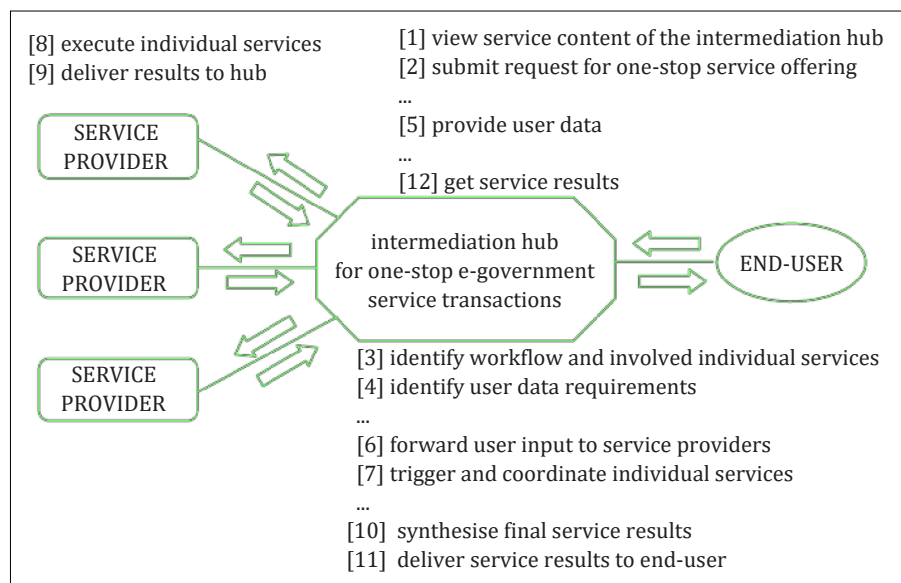 [8] execute individual services
[9] deliver results to hub
[1] view service content of the intermediation hub
[2] submit request for one-stop service offering
...
[5] provide user data
...
[12] get service results
SERVICE
PROVIDER
SERVICE
PROVIDER
SERVICE
PROVIDER
intermediation hub
for one-stop e-government
service transactions
END-USER
[3] identify workflow and involved individual services
[4] identify user data requirements
...
[6] forward user input to service providers
[7] trigger and coordinate individual services
...
[10] synthesise final service results
[11] deliver service results to end-user